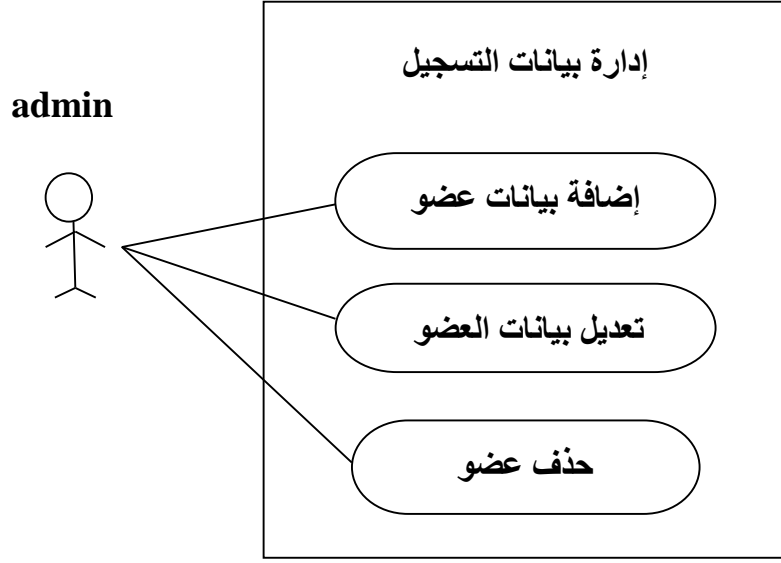 إدارة بيانات التسجيل
admin
إضافة بيانات عضو
تعديل بيانات العضو
حذف عضو